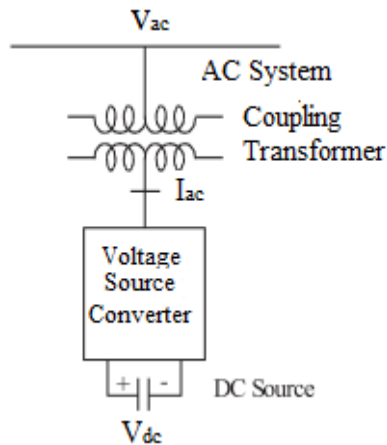 Vac
AC System
Coupling
Transformer
Iac
Voltage
Source
Converter
+ -
DC Source
Vdc